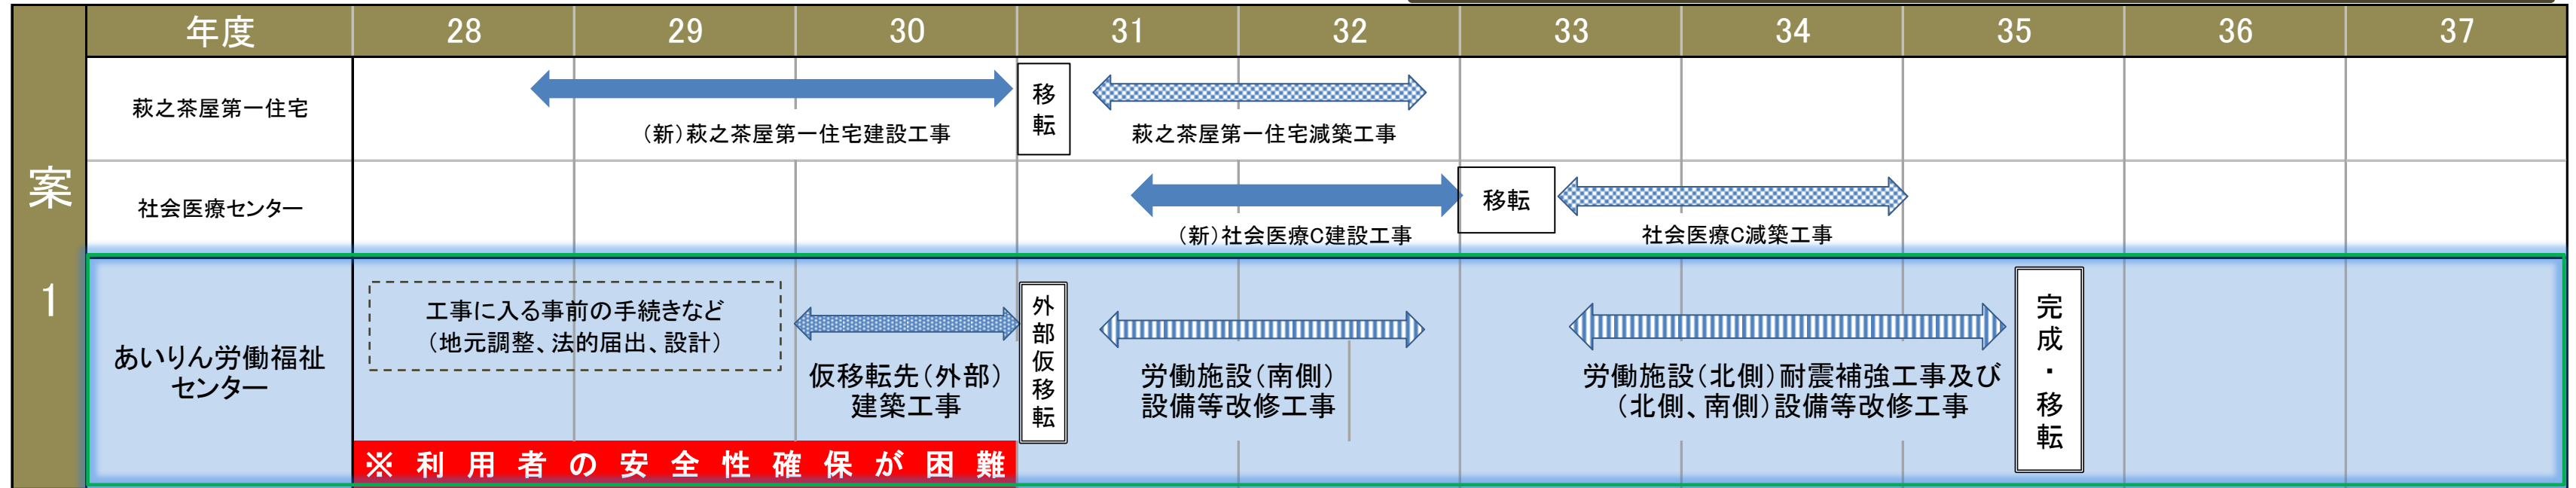 年度 28 29 30 31 32 33 34 35 36 37
案1
萩之茶屋第一住宅
(新)萩之茶屋第一住宅建設工事
移転
萩之茶屋第一住宅減築工事
社会医療センター
(新)社会医療C建設工事
移転
社会医療C減築工事
あいりん労働福祉
センター
工事に入る事前の手続きなど
(地元調整、法的届出、設計)
仮移転先(外部)
建築工事
外部仮移転
労働施設(南側)
設備等改修工事
労働施設(北側)耐震補強工事及び
(北側、南側)設備等改修工事
完成・移転
※利用者の安全性確保が困難